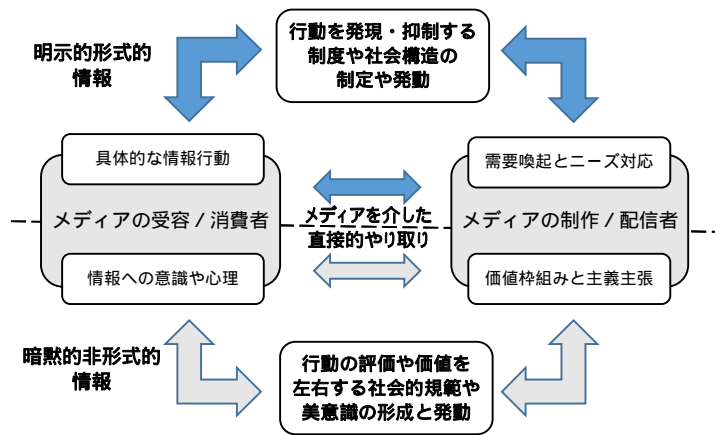 明示的形式的
情報
行動を発現・抑制する
制度や社会構造の
制定や発動
具体的な情報行動
メディアの受容 / 消費者
情報への意識や心理
メディアを介した
直接的やり取り
需要喚起とニーズ対応
メディアの制作 / 配信者
価値枠組みと主義主張
暗黙的非形式的
情報
行動の評価や価値を
左右する社会的規範や
美意識の形成と発動